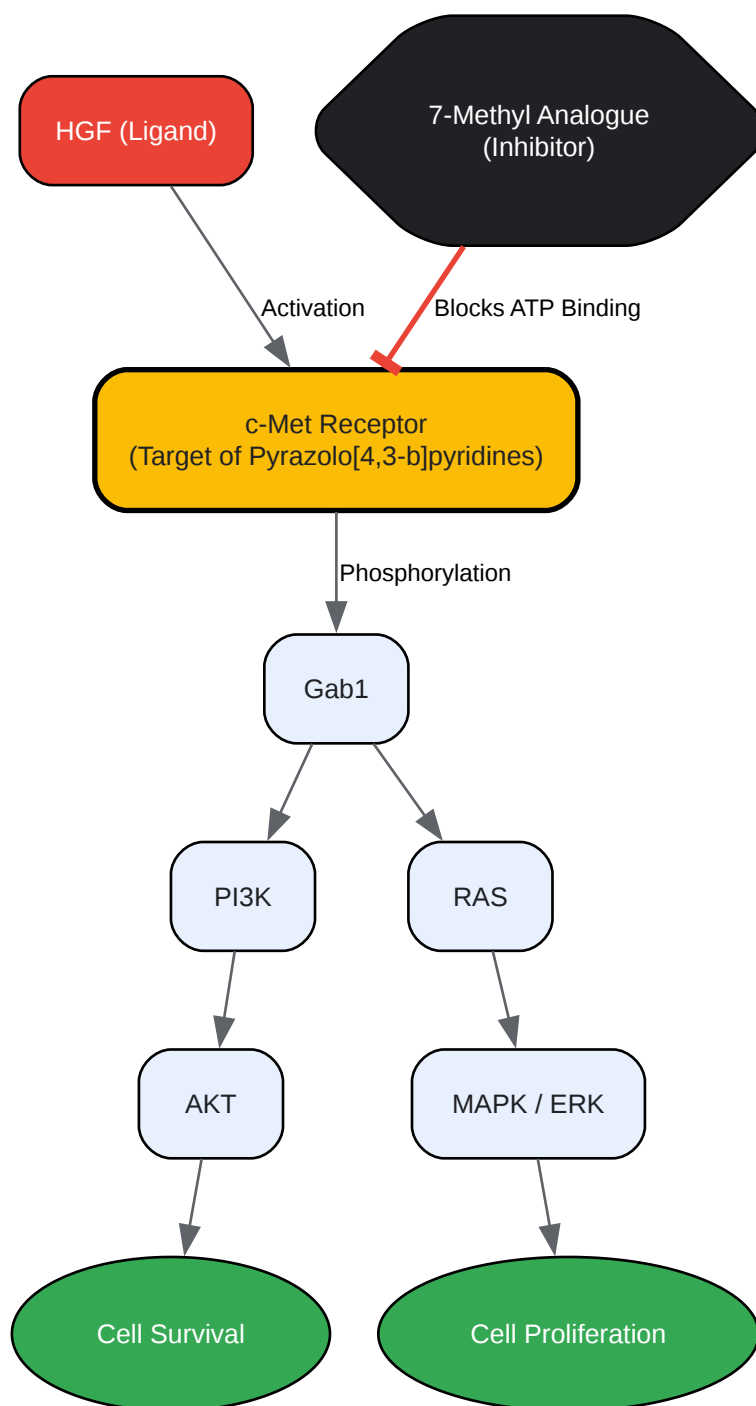 HGF (Ligand)
7-Methyl Analogue
(Inhibitor)
Activation
Blocks ATP Binding
c-Met Receptor
(Target of Pyrazolo[4,3-b]pyridines)
Phosphorylation
Gab1
PI3K
RAS
AKT
MAPK / ERK
Cell Survival
Cell Proliferation